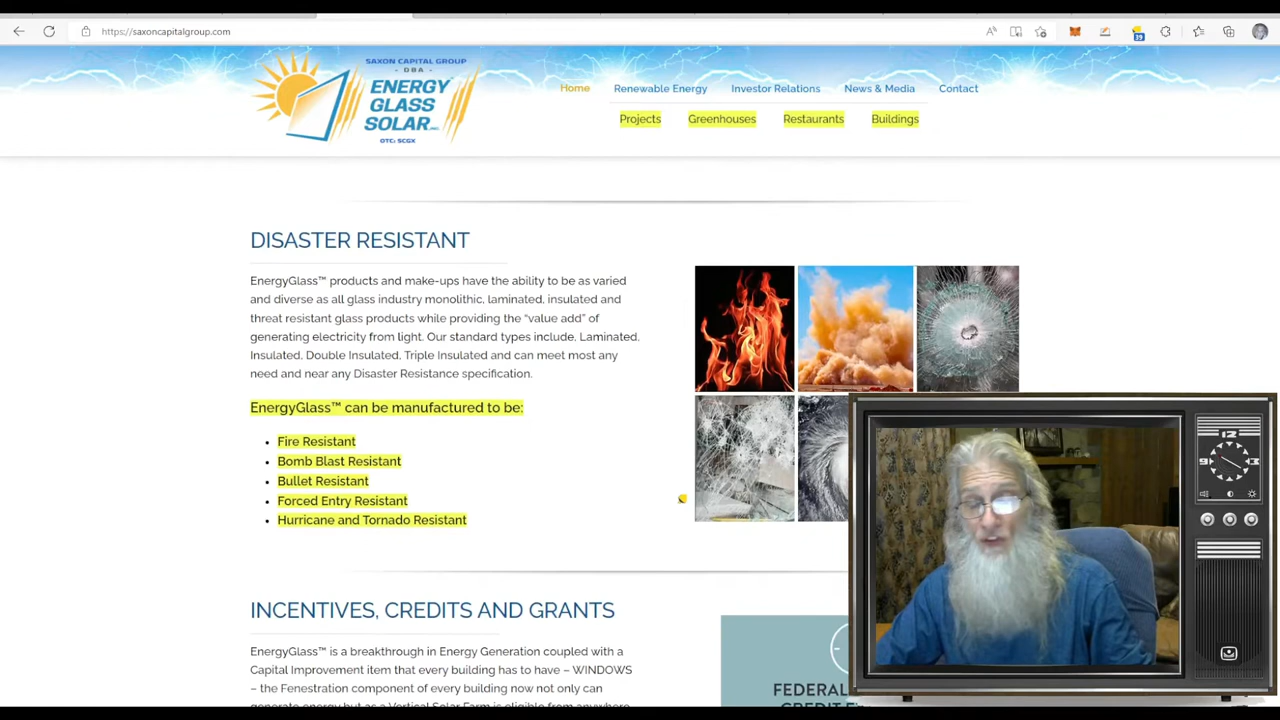 https://saxoncapitalgroup.com
39
SAXON CAPITAL GROUP
- DBA -
ENERGY
GLASS
SOLAR
OTC: SCGX
Home Renewable Energy Investor Relations News & Media Contact
Projects Greenhouses Restaurants Buildings
DISASTER RESISTANT
EnergyGlass™ products and make-ups have the ability to be as varied
and diverse as all glass industry monolithic, laminated, insulated and
threat resistant glass products while providing the “value add” of
generating electricity from light. Our standard types include, Laminated,
Insulated, Double Insulated, Triple Insulated and can meet most any
need and near any Disaster Resistance specification.
EnergyGlass™ can be manufactured to be:
• Fire Resistant
• Bomb Blast Resistant
• Bullet Resistant
• Forced Entry Resistant
• Hurricane and Tornado Resistant
12
9 3
INCENTIVES, CREDITS AND GRANTS
EnergyGlass™ is a breakthrough in Energy Generation coupled with a
Capital Improvement item that every building has to have – WINDOWS
– the Fenestration component of every building now not only can
generate energy but as a Vertical Solar Farm is eligible from anywhere
FEDERAL